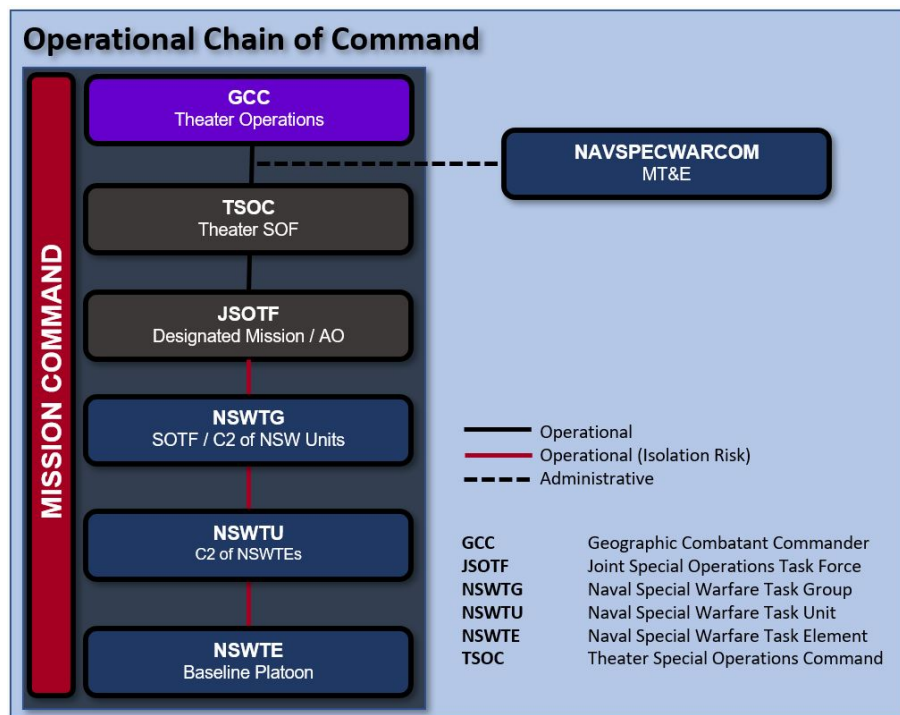 Operational Chain of Command
MISSION COMMAND
GCC
Theater Operations
NAVSPECWARCOM
MT&E
TSOC
Theater SOF
JSOTF
Designated Mission / AO
NSWTG
SOTF / C2 of NSW Units
NSWTU
C2 of NSWTEs
NSWTE
Baseline Platoon
Operational
Operational (Isolation Risk)
Administrative
GCC Geographic Combatant Commander
JSOTF Joint Special Operations Task Force
NSWTG Naval Special Warfare Task Group
NSWTU Naval Special Warfare Task Unit
NSWTE Naval Special Warfare Task Element
TSOC Theater Special Operations Command